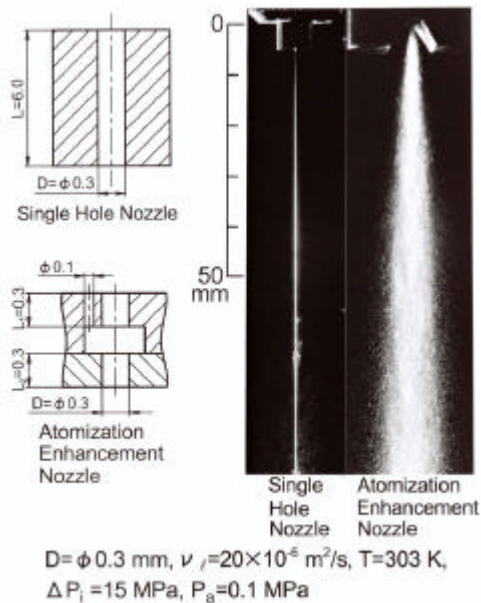 L=6.0
D=φ0.3
Single Hole Nozzle
φ0.1
L₁=0.3
L₂=0.3
D=φ0.3
Atomization
Enhancement
Nozzle
0
50
mm
Single
Hole
Nozzle
Atomization
Enhancement
Nozzle
D=φ0.3 mm, ν ℓ=20×10⁻⁶ m²/s, T=303 K,
ΔPᵢ =15 MPa, Pₐ=0.1 MPa